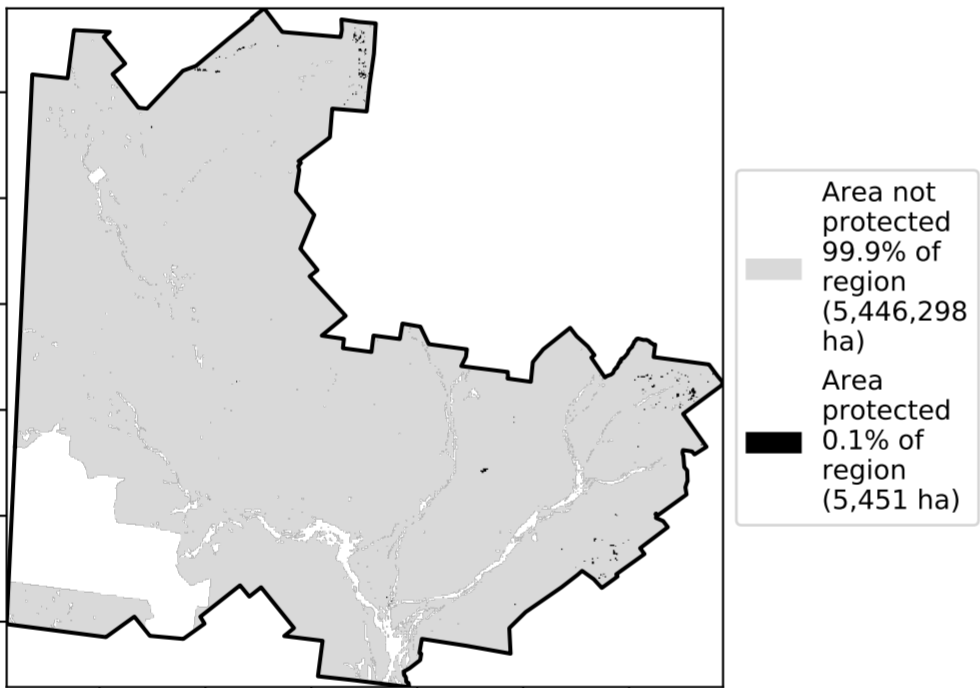 Area not
protected
99.9% of
region
(5,446,298
ha)
Area
protected
0.1% of
region
(5,451 ha)